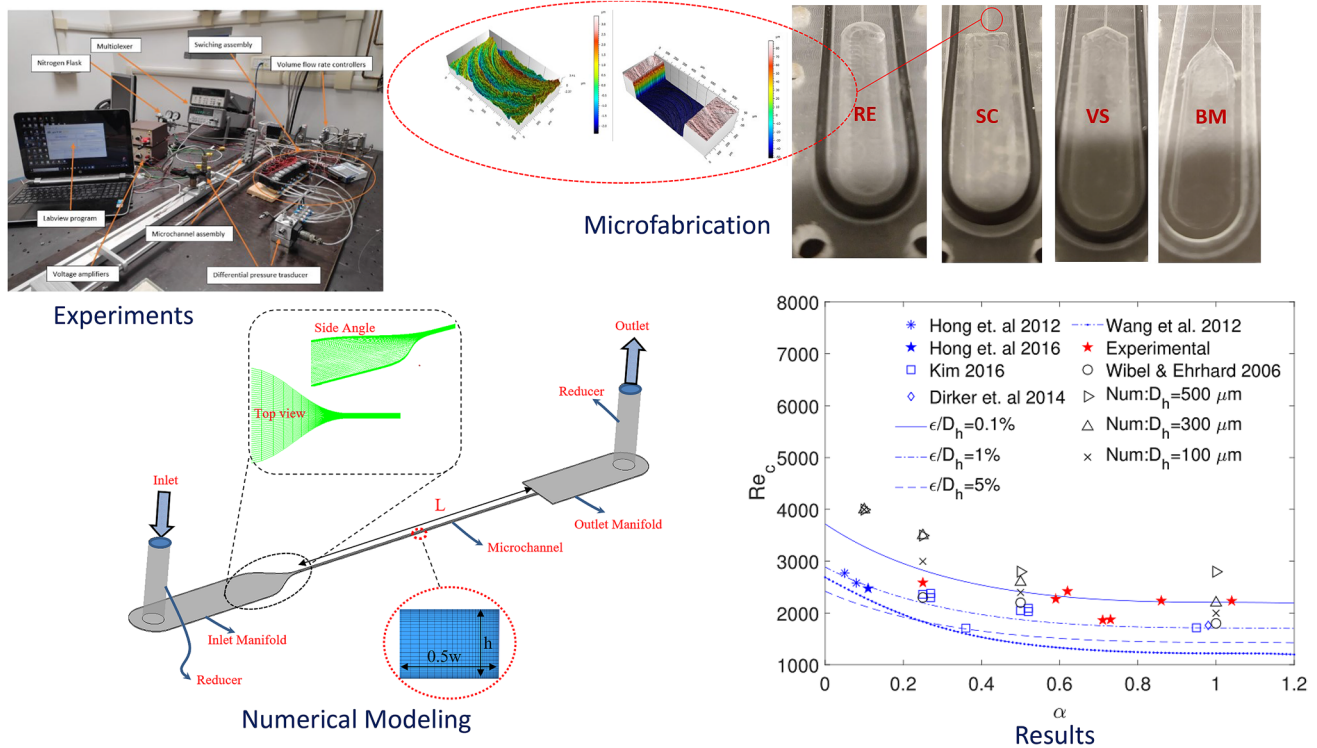 Multiplexer
Swiching assembly
Nitrogen Flask
Volume flow rate controllers
Labview program
Microchannel assembly
Voltage amplifiers
Differential pressure trasducer
Experiments
RE
SC
VS
BM
Microfabrication
Side Angle
Top view
Inlet
Outlet
Reducer
L
Outlet Manifold
Microchannel
Inlet Manifold
Reducer
h
0.5w
Numerical Modeling
8000
7000
6000
5000
4000
3000
2000
1000
Re_c
Hong et. al 2012
Hong et. al 2016
Kim 2016
Dirker et. al 2014
ϵ/D_h=0.1%
ϵ/D_h=1%
ϵ/D_h=5%
Wang et al. 2012
Experimental
Wibel & Ehrhard 2006
Num:D_h=500 μm
Num:D_h=300 μm
Num:D_h=100 μm
0 0.2 0.4 0.6 0.8 1 1.2
α
Results